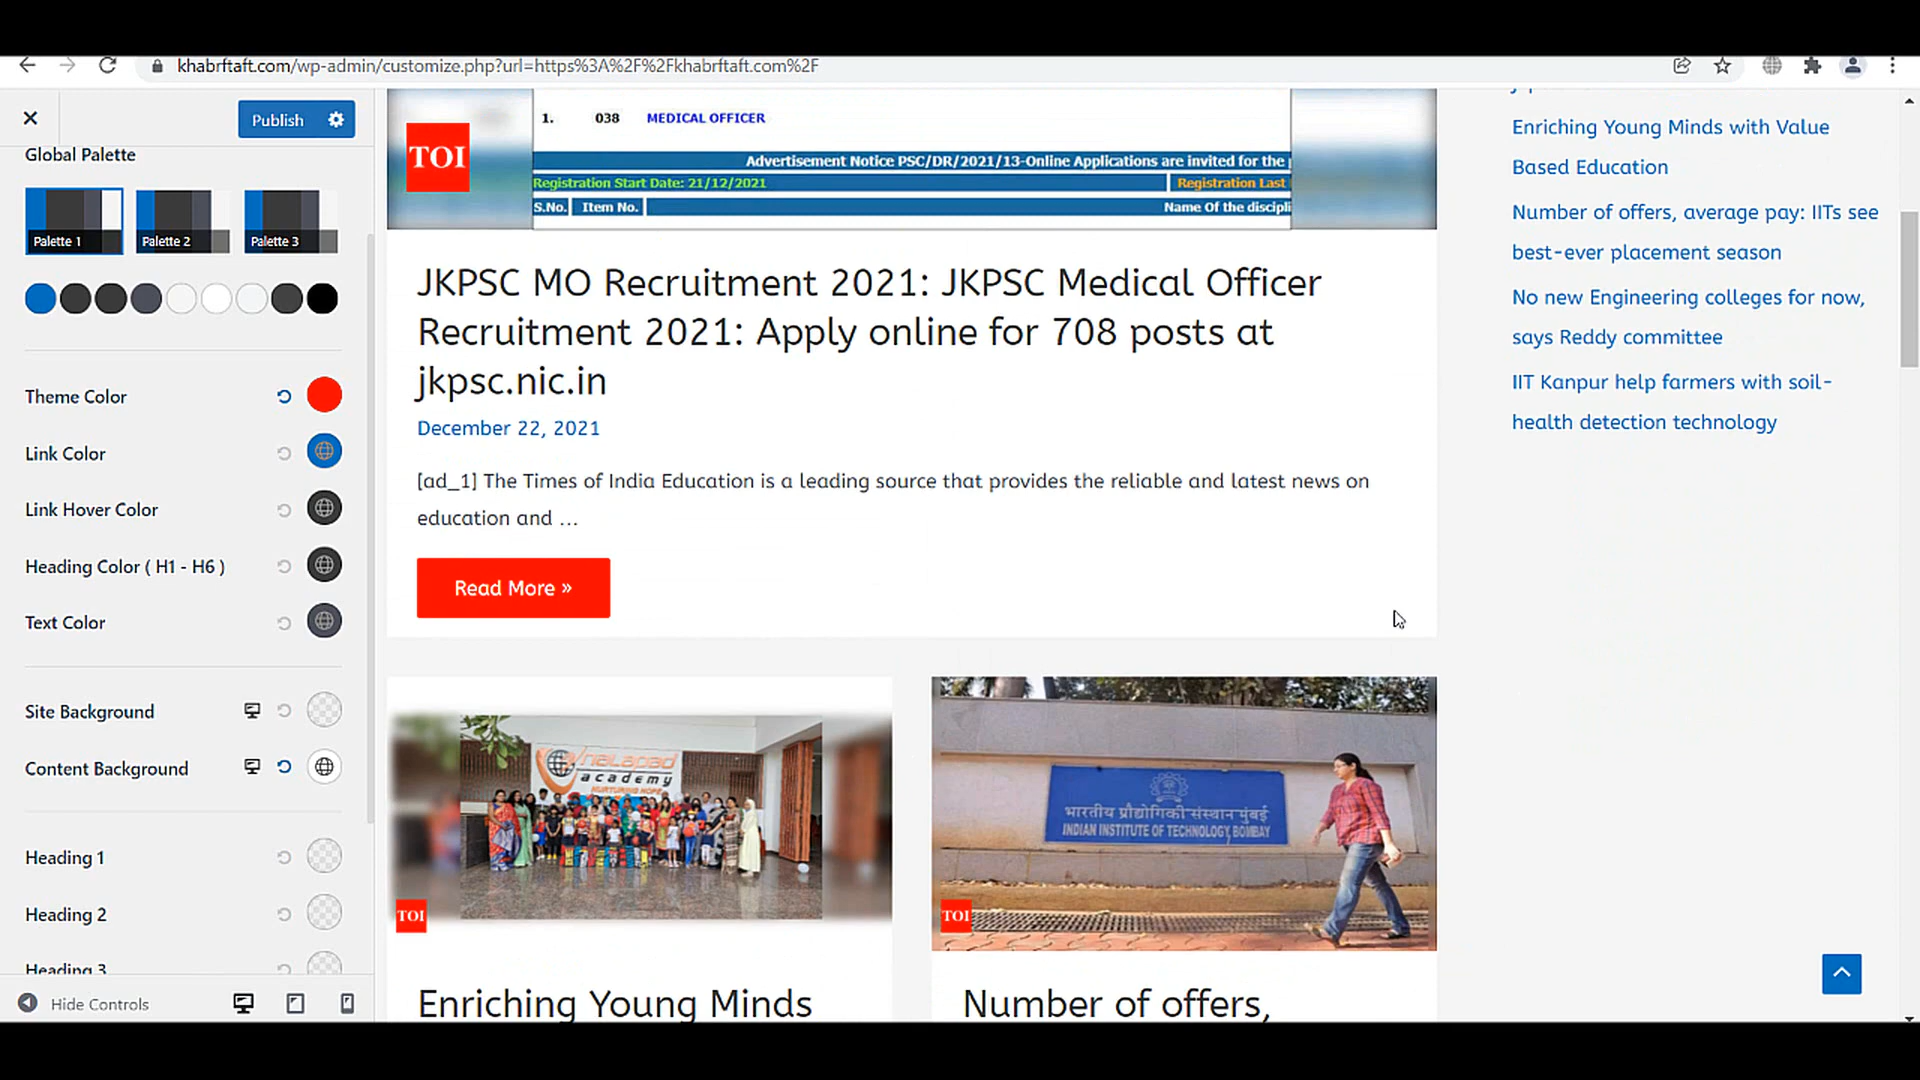 khabrftaft.com/wp-admin/customize.php?url=https%3A%2F%2Fkhabrftaft.com%2F
Publish
Global Palette
Palette 1
Palette 2
Palette 3
Theme Color
Link Color
Link Hover Color
Heading Color ( H1 - H6 )
Text Color
Site Background
Content Background
Heading 1
Heading 2
Heading 3
Hide Controls
TOI
1. 038 MEDICAL OFFICER
Advertisement Notice PSC/DR/2021/13-Online Applications are invited for the
Registration Start Date: 21/12/2021
Registration Last
S.No. Item No.
Name Of the discipli
JKPSC MO Recruitment 2021: JKPSC Medical Officer
Recruitment 2021: Apply online for 708 posts at
jkpsc.nic.in
December 22, 2021
[ad_1] The Times of India Education is a leading source that provides the reliable and latest news on
education and …
Read More »
academy
NURTURING HOPE
TOI
Enriching Young Minds
भारतीय प्रौद्योगिकी संस्थान मुंबई
INDIAN INSTITUTE OF TECHNOLOGY, BOMBAY
TOI
Number of offers,
Enriching Young Minds with Value
Based Education
Number of offers, average pay: IITs see
best-ever placement season
No new Engineering colleges for now,
says Reddy committee
IIT Kanpur help farmers with soil-
health detection technology